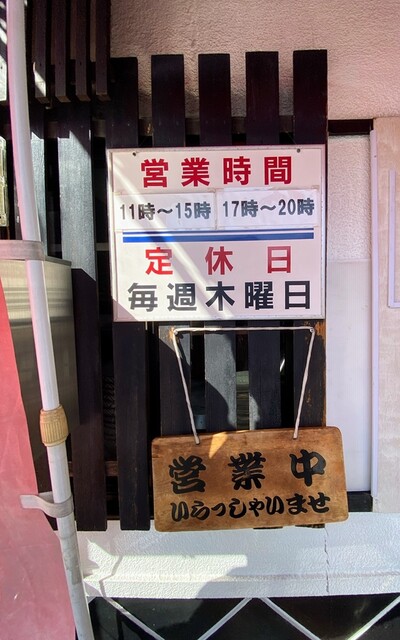 営業時間
11時～15時 17時～20時
定休日
毎週木曜日
営業中
いらっしゃいませ